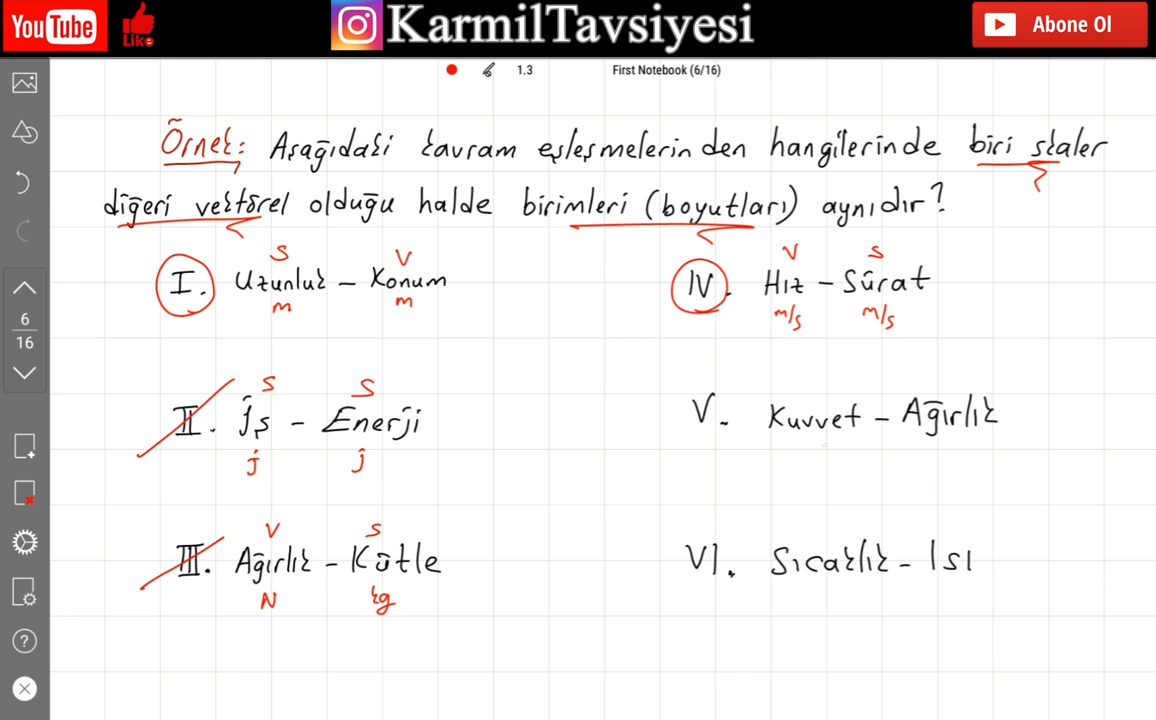 YouTube
Like
KarmilTavsiyesi
Abone Ol
1.3
First Notebook (6/16)
Örnek: Aşağıdaki kavram eşleşmelerinden hangilerinde biri skaler
diğeri vektörel olduğu halde birimleri (boyutları) aynıdır?
S V
I. Uzunluk - Konum
m m
V S
IV. Hız - Sürat
m/s m/s
6
16
S S
II. İş - Enerji
j j
V. Kuvvet - Ağırlık
V S
III. Ağırlık - Kütle
N kg
VI. Sıcaklık - Isı